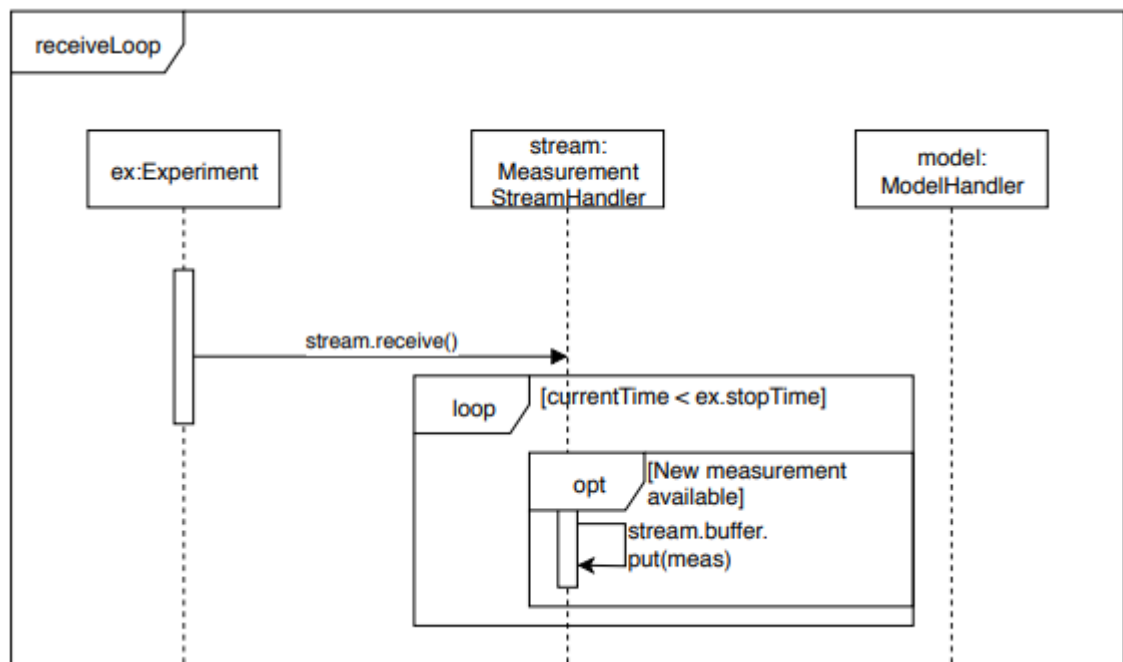 receiveLoop
ex:Experiment
stream:
Measurement
StreamHandler
model:
ModelHandler
stream.receive()
loop
[currentTime < ex.stopTime]
opt
[New measurement
available]
stream.buffer.
put(meas)